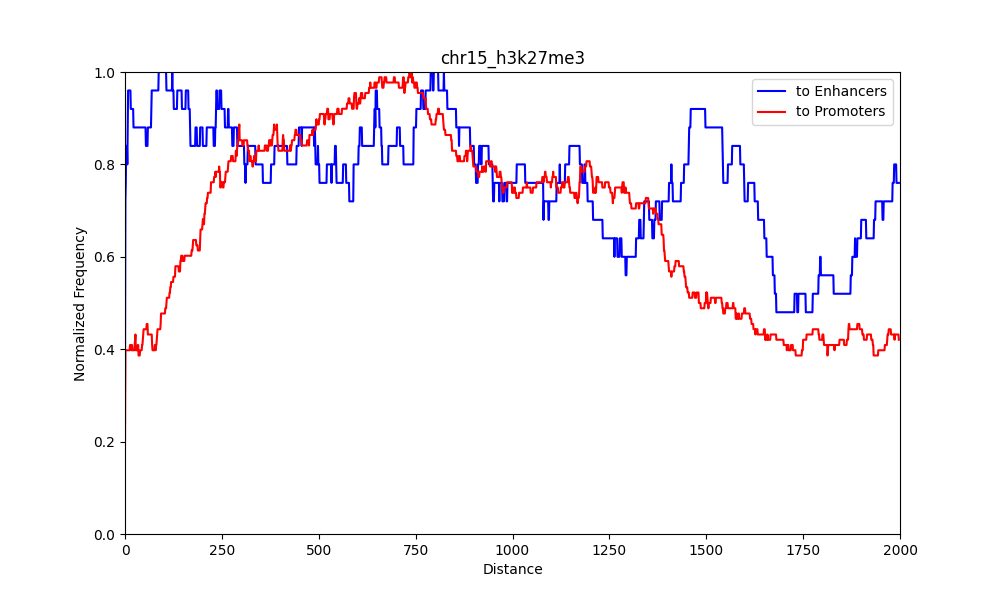 chr15_h3k27me3
to Enhancers
to Promoters
Normalized Frequency
1.0
0.8
0.6
0.4
0.2
0.0
0 250 500 750 1000 1250 1500 1750 2000
Distance